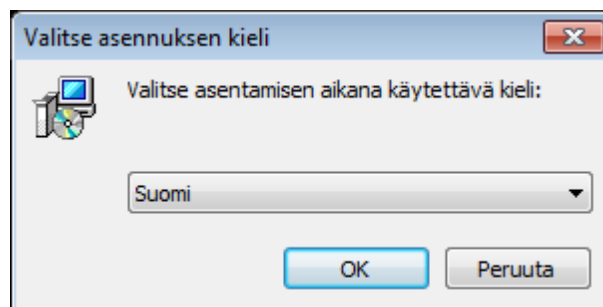 Valitse asennuksen kieli
Valitse asentamisen aikana käytettävä kieli:
Suomi
OK Peruuta